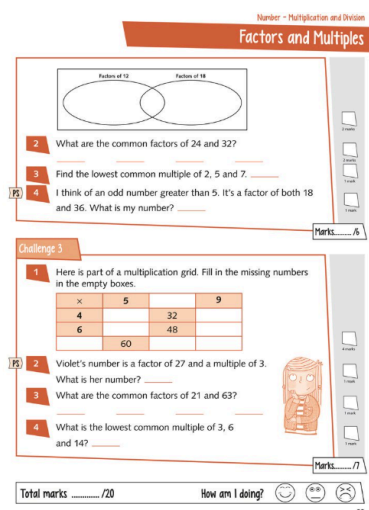 Number – Multiplication and Division
Factors and Multiples
Factors of 12 Factors of 18
2 What are the common factors of 24 and 32?
2 marks
2 marks
3 Find the lowest common multiple of 2, 5 and 7.
1 mark
PS 4 I think of an odd number greater than 5. It's a factor of both 18
and 36. What is my number?
1 mark
Marks......... /6
Challenge 3
1 Here is part of a multiplication grid. Fill in the missing numbers
in the empty boxes.
× 5 9
4 32
6 48
60
4 marks
PS 2 Violet's number is a factor of 27 and a multiple of 3.
What is her number?
1 mark
3 What are the common factors of 21 and 63?
1 mark
4 What is the lowest common multiple of 3, 6
and 14?
1 mark
Marks......... /7
Total marks ............ /20 How am I doing?